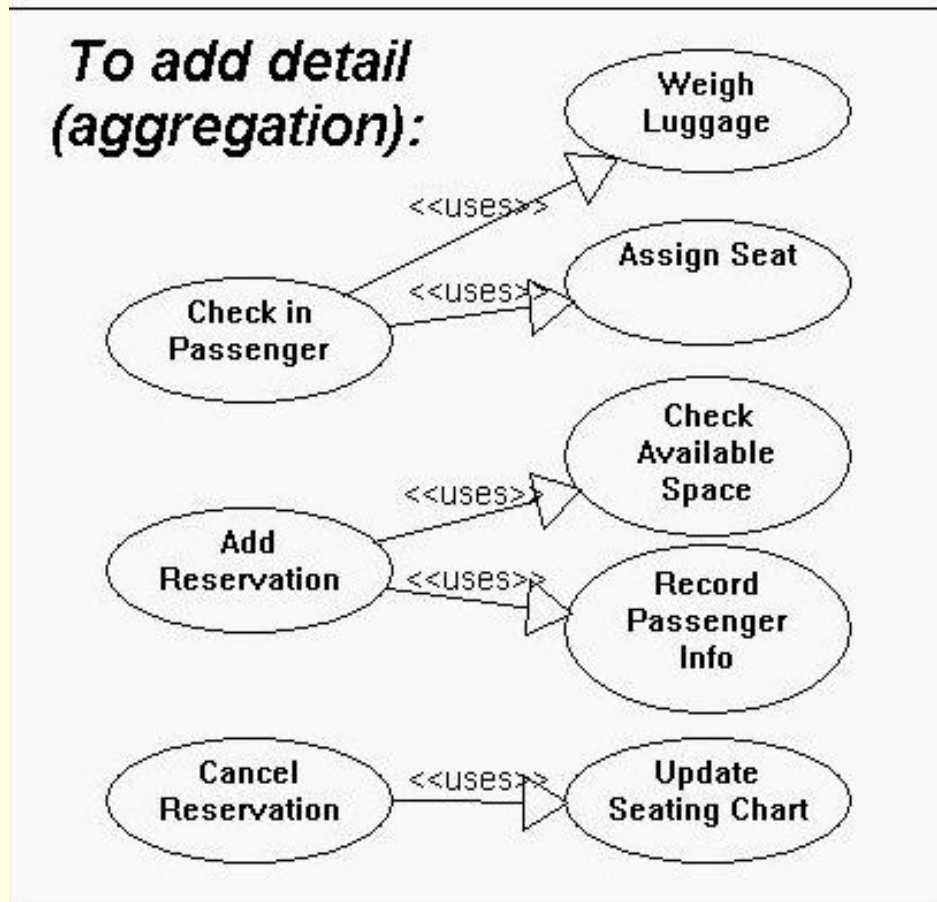 To add detail
(aggregation):
Weigh
Luggage
<<uses>>
Assign Seat
<<uses>>
Check in
Passenger
Check
Available
Space
<<uses>>
Add
Reservation
<<uses>>
Record
Passenger
Info
Cancel
Reservation
<<uses>>
Update
Seating Chart